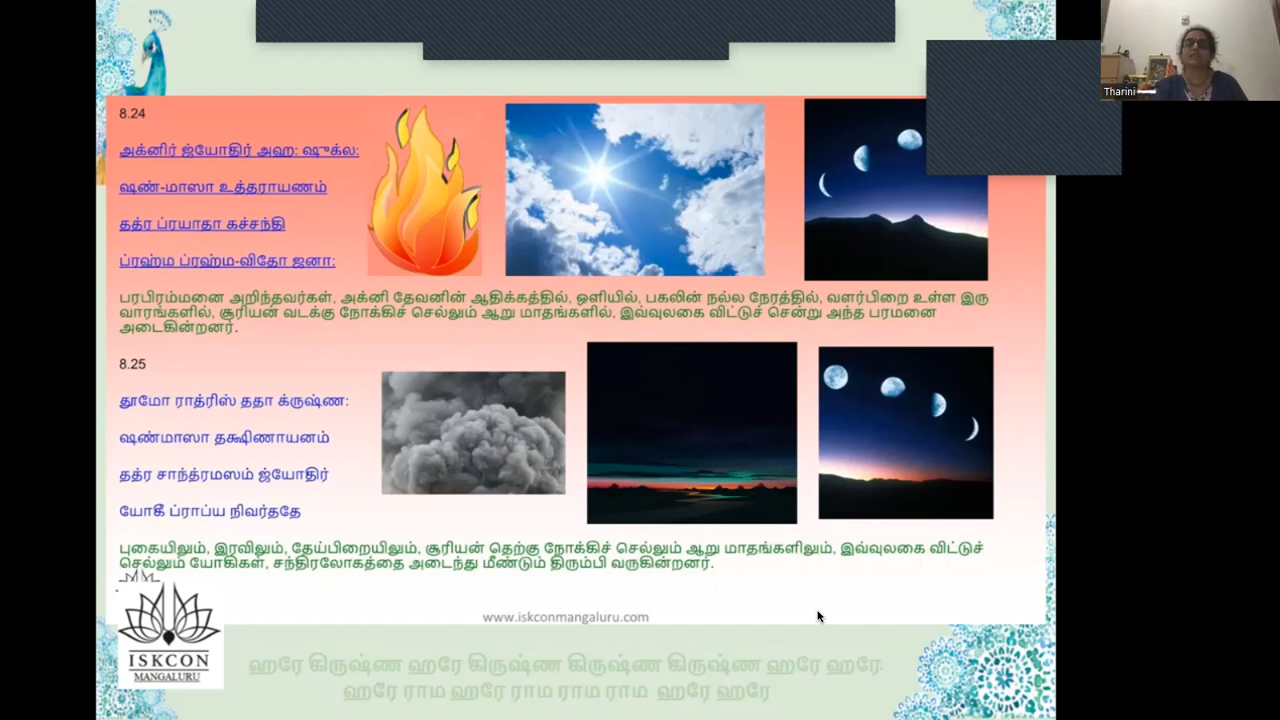 Tharini
8.24
அக்னிர் ஜ்யோதிர் அஹ: ஷுக்ல:
ஷண்-மாஸா உத்தராயணம்
தத்ர ப்ரயாதா கச்சந்தி
ப்ரஹ்ம ப்ரஹ்ம-விதோ ஜனா:
பரபிரம்மனை அறிந்தவர்கள், அக்னி தேவனின் ஆதிக்கத்தில், ஒளியில், பகலின் நல்ல நேரத்தில், வளர்பிறை உள்ள இரு
வாரங்களில், சூரியன் வடக்கு நோக்கிச் செல்லும் ஆறு மாதங்களில், இவ்வுலகை விட்டுச் சென்று அந்த பரமனை
அடைகின்றனர்.
8.25
தூமோ ராத்ரிஸ் ததா க்ருஷ்ண:
ஷண்மாஸா தக்ஷிணாயனம்
தத்ர சாந்த்ரமஸம் ஜ்யோதிர்
யோகீ ப்ராப்ய நிவர்ததே
புகையிலும், இரவிலும், தேய்பிறையிலும், சூரியன் தெற்கு நோக்கிச் செல்லும் ஆறு மாதங்களிலும், இவ்வுலகை விட்டுச்
செல்லும் யோகிகள், சந்திரலோகத்தை அடைந்து மீண்டும் திரும்பி வருகின்றனர்.
www.iskconmangaluru.com
ISKCON
MANGALURU
ஹரே கிருஷ்ண ஹரே கிருஷ்ண கிருஷ்ண கிருஷ்ண ஹரே ஹரே
ஹரே ராம ஹரே ராம ராம ராம ஹரே ஹரே